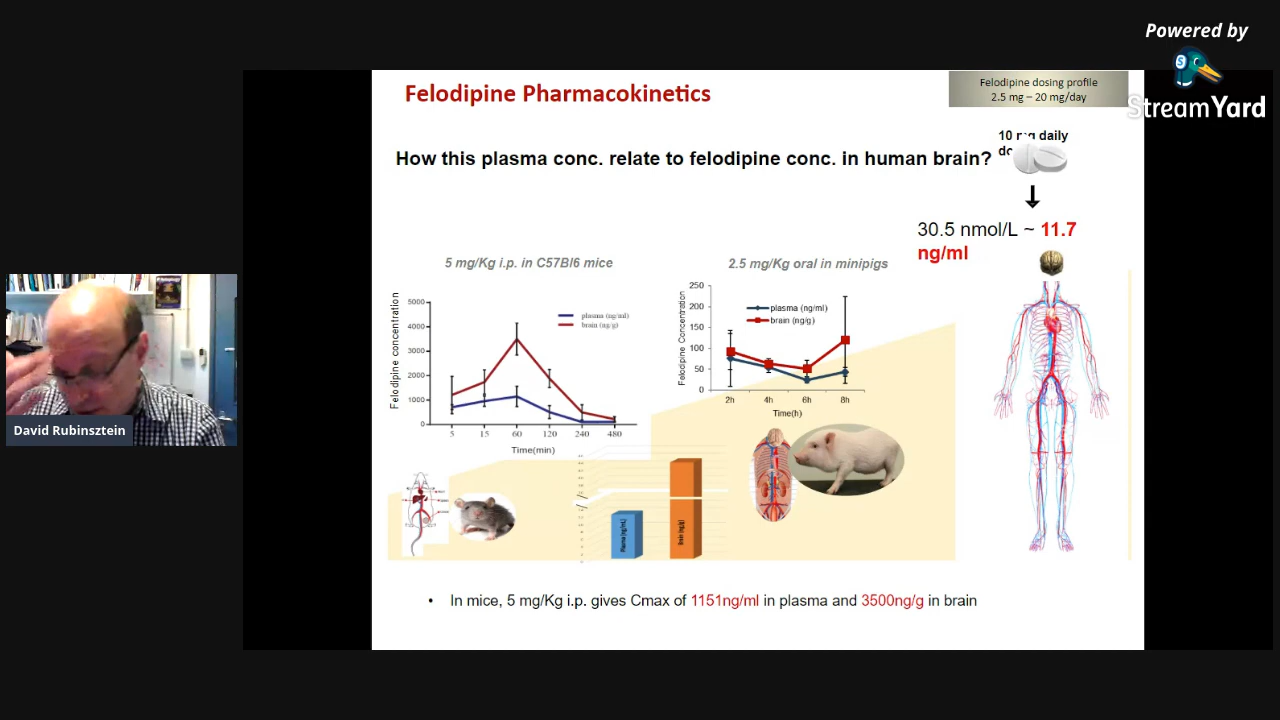 Powered by
StreamYard
Felodipine Pharmacokinetics
Felodipine dosing profile
2.5 mg – 20 mg/day
10 mg daily
How this plasma conc. relate to felodipine conc. in human brain?
30.5 nmol/L ~ 11.7
ng/ml
5 mg/Kg i.p. in C57Bl6 mice
Felodipine concentration
5000
4000
3000
2000
1000
0
plasma (ng/ml)
brain (ng/g)
5 15 60 120 240 480
Time(min)
2.5 mg/Kg oral in minipigs
Felodipine Concentration
250
200
150
100
50
0
plasma (ng/ml)
brain (ng/g)
2h 4h 6h 8h
Time(h)
David Rubinsztein
Plasma (ng/mL)
Brain (ng/g)
• In mice, 5 mg/Kg i.p. gives Cmax of 1151ng/ml in plasma and 3500ng/g in brain